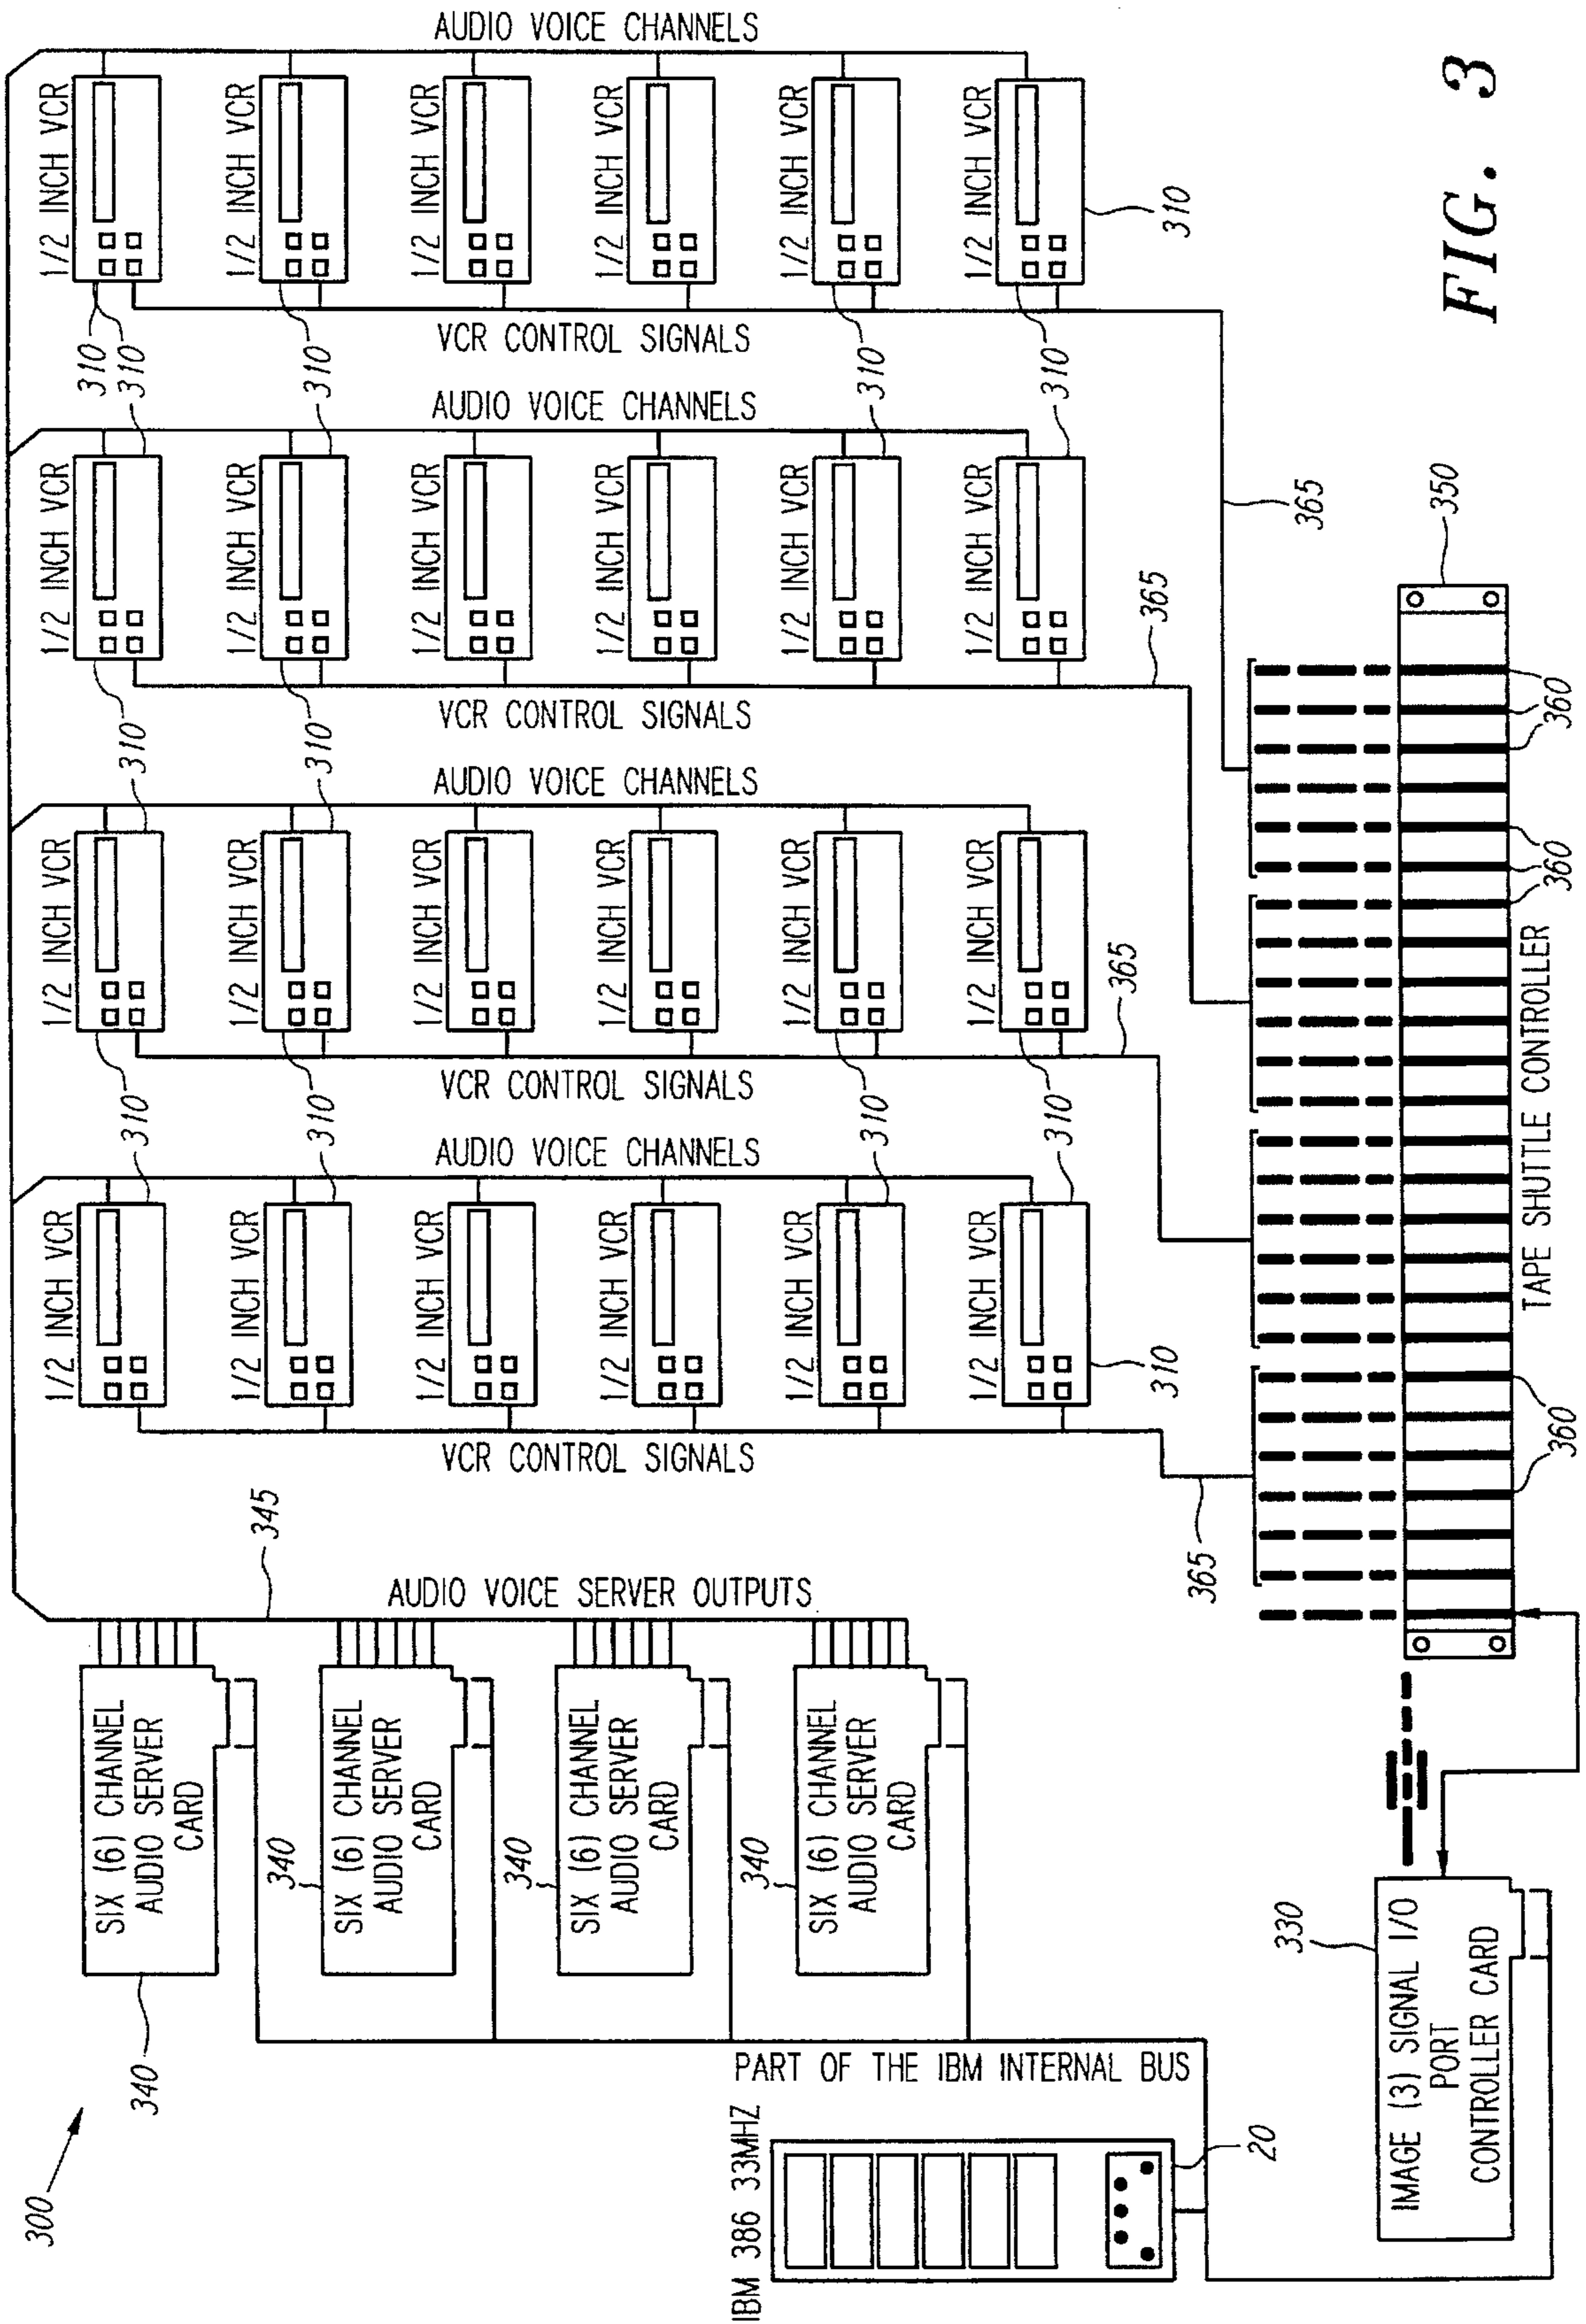 300
340
SIX (6) CHANNEL
AUDIO SERVER
CARD
340
SIX (6) CHANNEL
AUDIO SERVER
CARD
340
SIX (6) CHANNEL
AUDIO SERVER
CARD
340
SIX (6) CHANNEL
AUDIO SERVER
CARD
345
AUDIO VOICE SERVER OUTPUTS
PART OF THE IBM INTERNAL BUS
IBM 386 33MHZ
20
330
IMAGE (3) SIGNAL I/O
PORT
CONTROLLER CARD
VCR CONTROL SIGNALS
1/2 INCH VCR
1/2 INCH VCR
1/2 INCH VCR
1/2 INCH VCR
1/2 INCH VCR
1/2 INCH VCR
310
AUDIO VOICE CHANNELS
310
310
310
310
VCR CONTROL SIGNALS
1/2 INCH VCR
1/2 INCH VCR
1/2 INCH VCR
1/2 INCH VCR
1/2 INCH VCR
1/2 INCH VCR
AUDIO VOICE CHANNELS
310
310
VCR CONTROL SIGNALS
1/2 INCH VCR
1/2 INCH VCR
1/2 INCH VCR
1/2 INCH VCR
1/2 INCH VCR
1/2 INCH VCR
AUDIO VOICE CHANNELS
310
310
310
310
310
VCR CONTROL SIGNALS
1/2 INCH VCR
1/2 INCH VCR
1/2 INCH VCR
1/2 INCH VCR
1/2 INCH VCR
1/2 INCH VCR
310
AUDIO VOICE CHANNELS
365
365
365
365
350
360
360
360
TAPE SHUTTLE CONTROLLER
FIG. 3